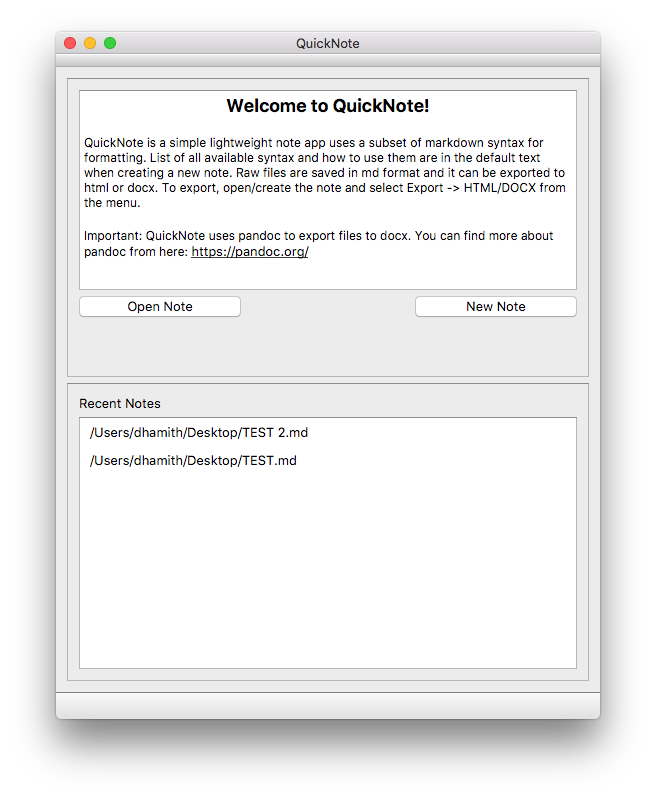 QuickNote
Welcome to QuickNote!
QuickNote is a simple lightweight note app uses a subset of markdown syntax for
formatting. List of all available syntax and how to use them are in the default text
when creating a new note. Raw files are saved in md format and it can be exported to
html or docx. To export, open/create the note and select Export -> HTML/DOCX from
the menu.
Important: QuickNote uses pandoc to export files to docx. You can find more about
pandoc from here: https://pandoc.org/
Open Note
New Note
Recent Notes
/Users/dhamith/Desktop/TEST 2.md
/Users/dhamith/Desktop/TEST.md